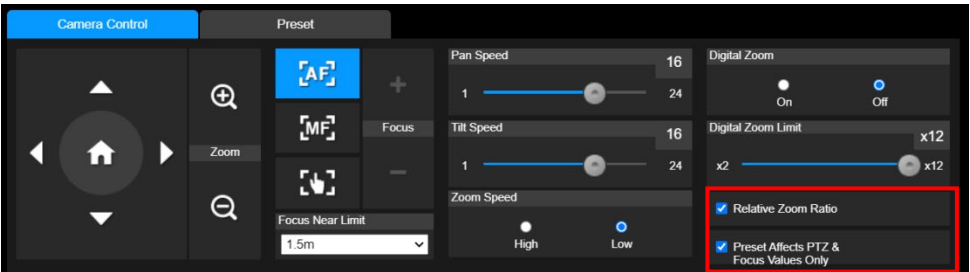 Camera Control
Preset
Zoom
AF
MF
+
Focus
−
Focus Near Limit
1.5m
Pan Speed
16
1
24
Tilt Speed
16
1
24
Zoom Speed
High
Low
Digital Zoom
On
Off
Digital Zoom Limit
x12
x2
x12
Relative Zoom Ratio
Preset Affects PTZ &
Focus Values Only